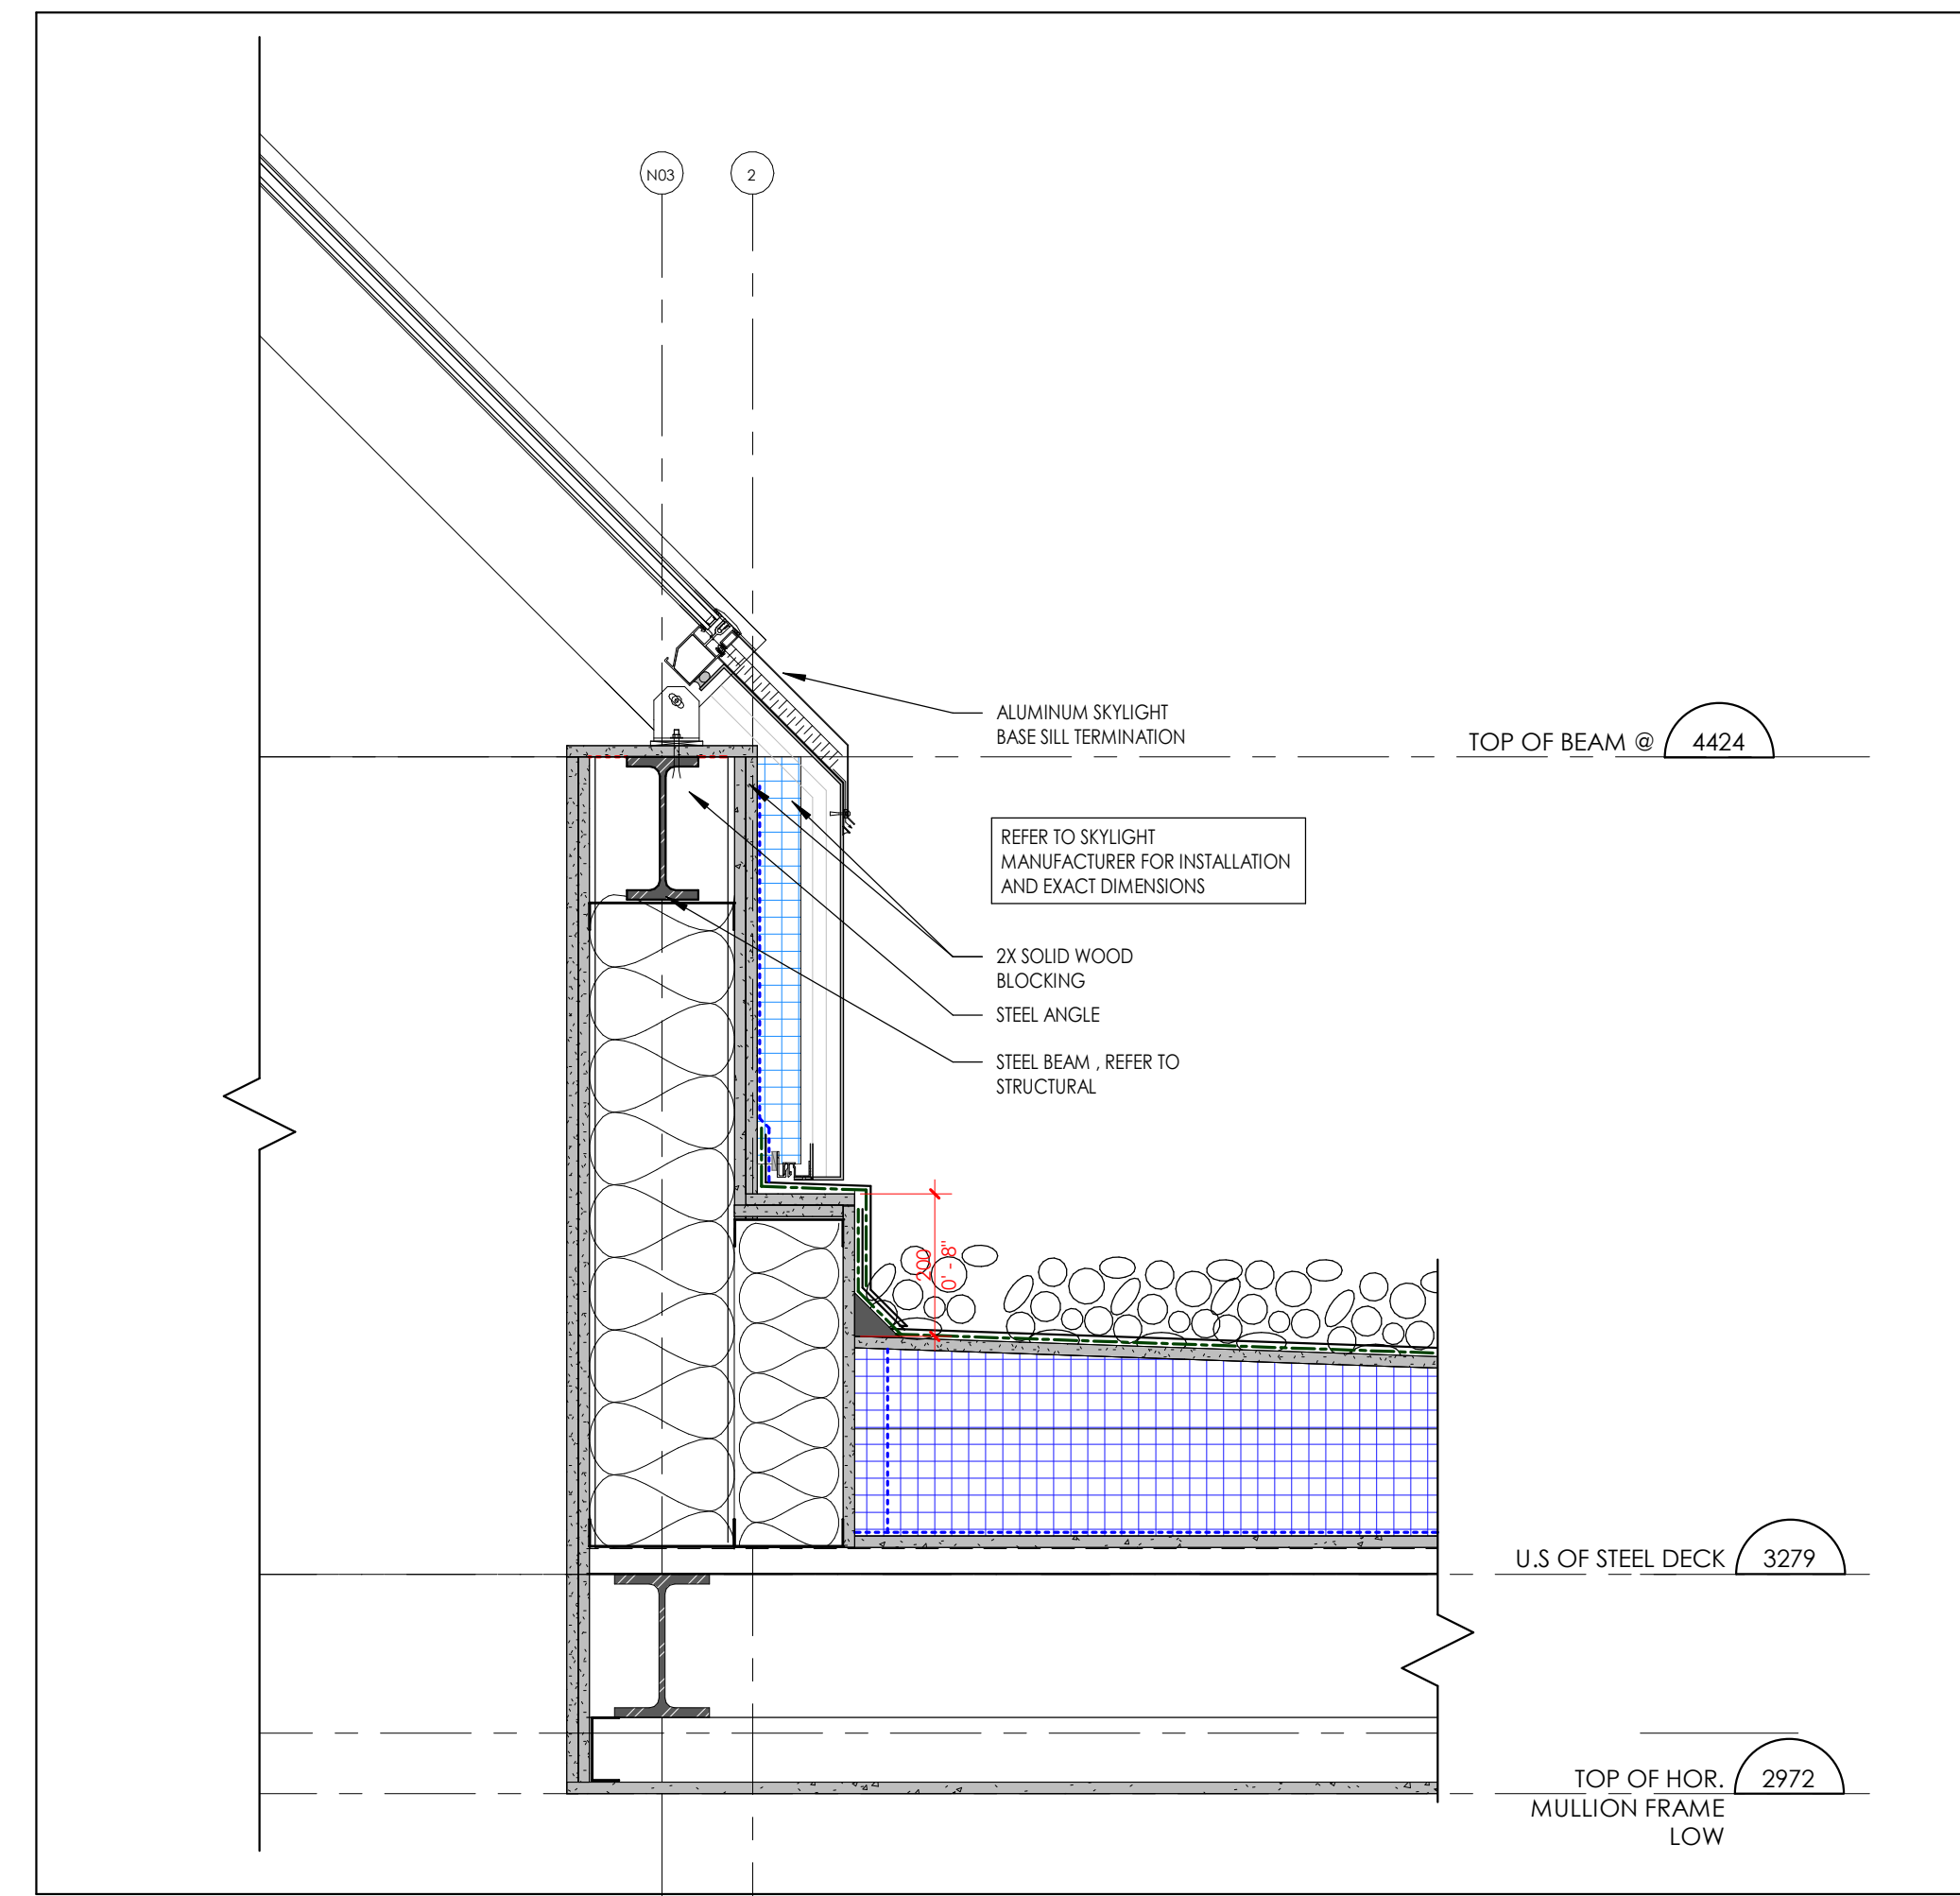 N03
2
ALUMINUM SKYLIGHT
BASE SILL TERMINATION
TOP OF BEAM @ 4424
REFER TO SKYLIGHT
MANUFACTURER FOR INSTALLATION
AND EXACT DIMENSIONS
2X SOLID WOOD
BLOCKING
STEEL ANGLE
STEEL BEAM , REFER TO
STRUCTURAL
200
0' - 8"
U.S OF STEEL DECK 3279
TOP OF HOR. 2972
MULLION FRAME
LOW